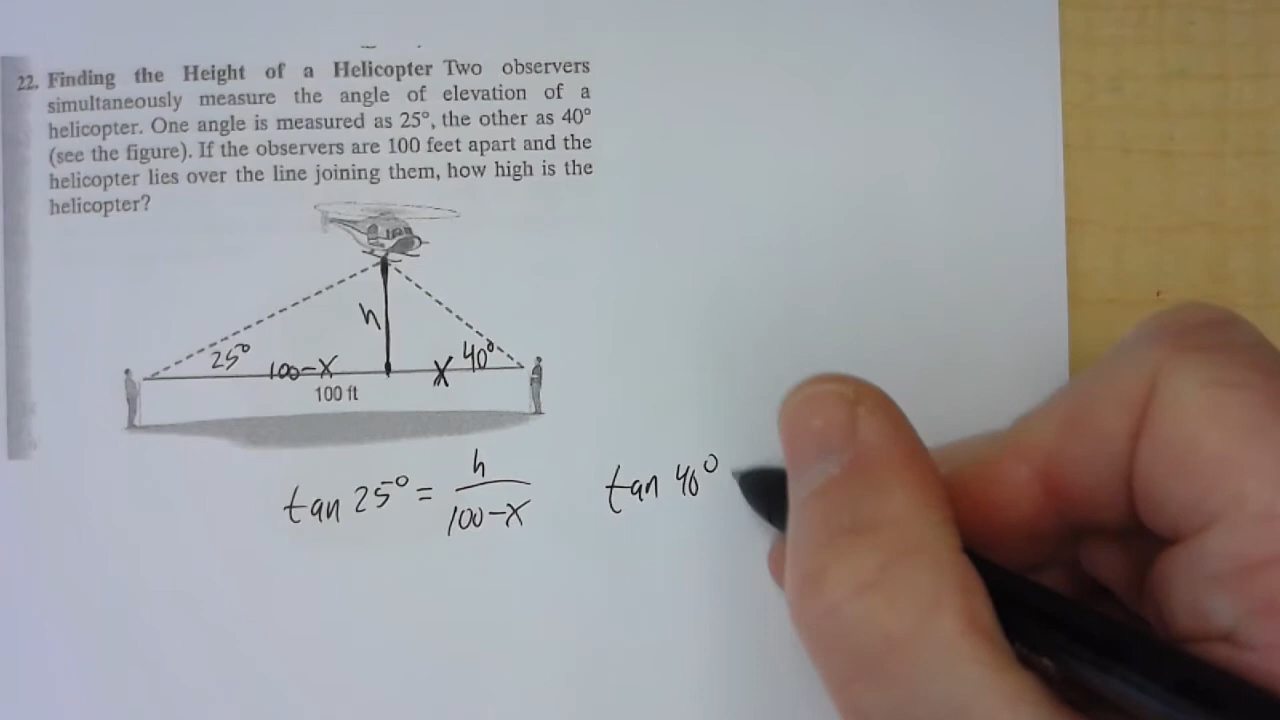 22. Finding the Height of a Helicopter Two observers
simultaneously measure the angle of elevation of a
helicopter. One angle is measured as 25°, the other as 40°
(see the figure). If the observers are 100 feet apart and the
helicopter lies over the line joining them, how high is the
helicopter?
h
25°
100-x
x
40°
100 ft
tan 25° = h / 100-x
tan 40°